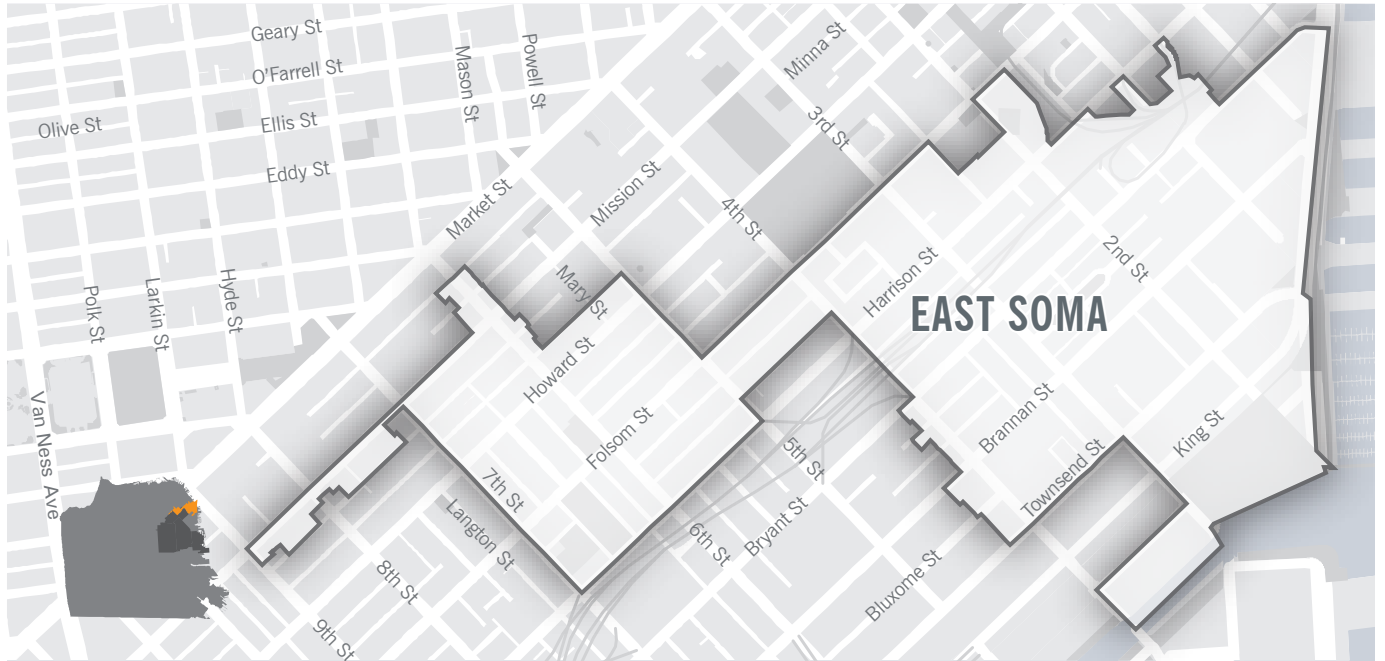 Geary St
O'Farrell St
Mason St
Powell St
Minna St
Olive St
Ellis St
3rd St
Eddy St
Market St
Mission St
4th St
Polk St
Larkin St
Hyde St
Mary St
Harrison St
2nd St
EAST SOMA
Howard St
Van Ness Ave
Folsom St
Brannan St
King St
5th St
Townsend St
7th St
Langton St
6th St
Bryant St
8th St
Bluxome St
9th St